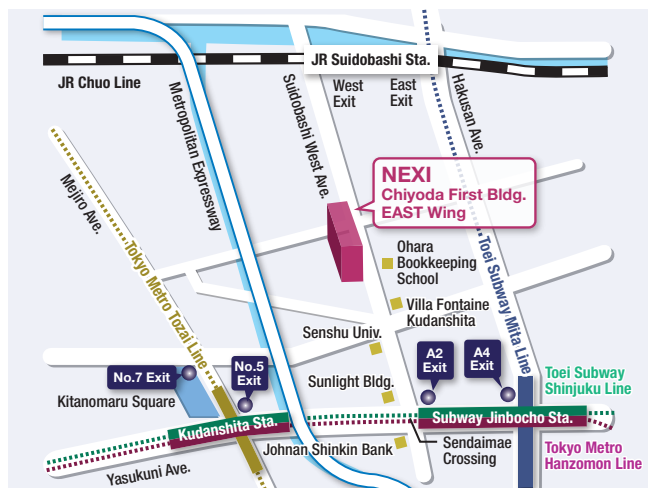 JR Suidobashi Sta.
JR Chuo Line
West
Exit
East
Exit
Hakusan Ave.
Metropolitan Expressway
Suidobashi West Ave.
Mejiro Ave.
NEXI
Chiyoda First Bldg.
EAST Wing
Tokyo Metro Tozai Line
Toei Subway Mita Line
Ohara
Bookkeeping
School
Villa Fontaine
Kudanshita
Senshu Univ.
A2
Exit
A4
Exit
No.7 Exit
No.5
Exit
Sunlight Bldg.
Toei Subway
Shinjuku Line
Kitanomaru Square
Kudanshita Sta.
Subway Jinbocho Sta.
Johnan Shinkin Bank
Sendaimae
Crossing
Tokyo Metro
Hanzomon Line
Yasukuni Ave.